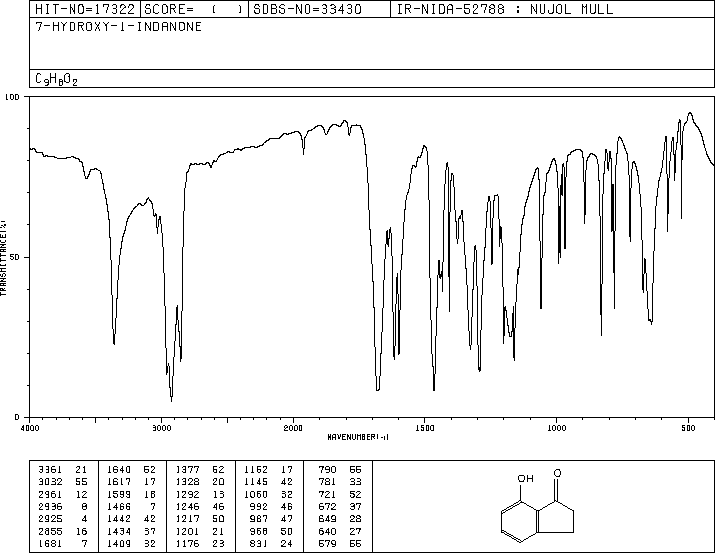 HIT-NO=17322 SCORE= ( ) SDBS-NO=33430 IR-NIDA-52788 : NUJOL MULL
7-HYDROXY-1-INDANONE
C9H8O2
100
50
0
TRANSMITTANCE(%)
4000 3000 2000 1500 1000 500
WAVENUMBER(-1)
3361 21 1640 52 1377 52 1162 17 790 66
3032 55 1617 17 1328 20 1145 42 781 33
2961 12 1599 18 1292 13 1060 32 721 52
2936 8 1466 7 1246 46 992 46 672 37
2925 4 1442 42 1217 50 987 47 649 28
2855 16 1434 37 1201 21 968 50 640 27
1681 7 1409 32 1176 23 831 24 579 55
OH O